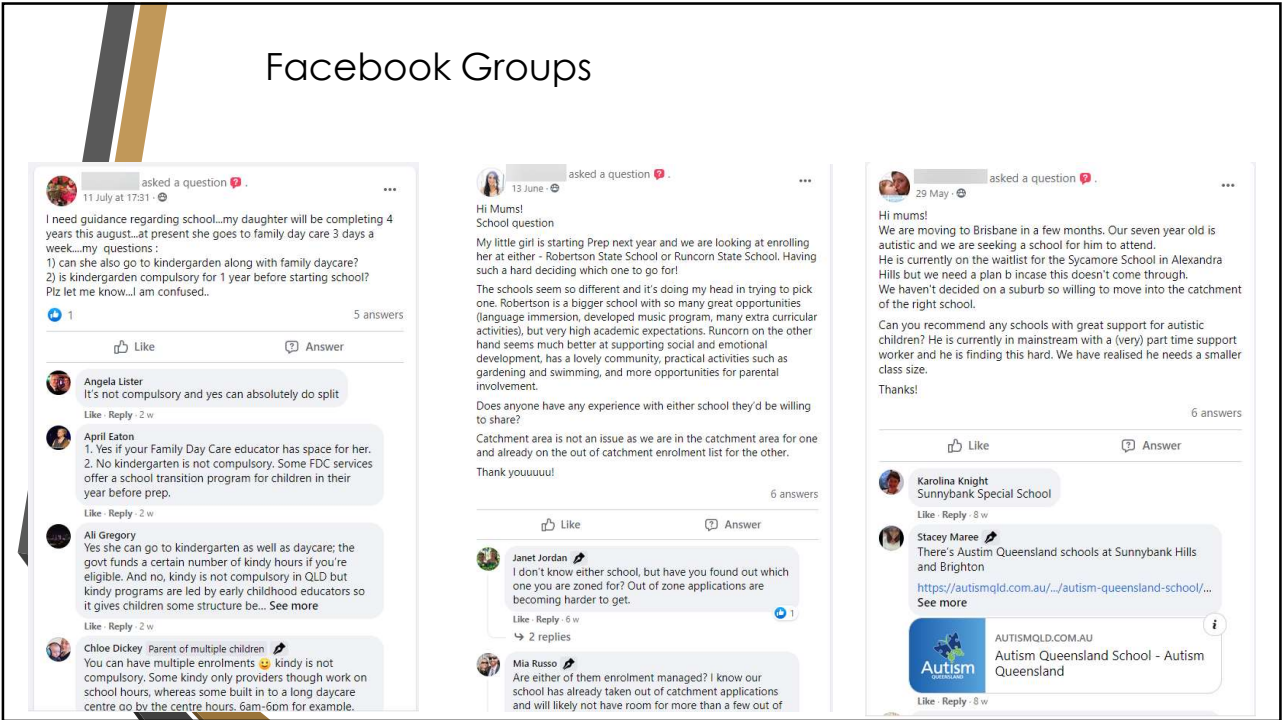 Facebook Groups
asked a question .
11 July at 17:31 ·
I need guidance regarding school...my daughter will be completing 4
years this august...at present she goes to family day care 3 days a
week....my questions :
1) can she also go to kindergarden along with family daycare?
2) is kindergarden compulsory for 1 year before starting school?
Plz let me know...I am confused..
1
5 answers
Like
Answer
Angela Lister
It's not compulsory and yes can absolutely do split
Like · Reply · 2 w
April Eaton
1. Yes if your Family Day Care educator has space for her.
2. No kindergarten is not compulsory. Some FDC services
offer a school transition program for children in their
year before prep.
Like · Reply · 2 w
Ali Gregory
Yes she can go to kindergarten as well as daycare; the
govt funds a certain number of kindy hours if you're
eligible. And no, kindy is not compulsory in QLD but
kindy programs are led by early childhood educators so
it gives children some structure be... See more
Like · Reply · 2 w
Chloe Dickey Parent of multiple children
You can have multiple enrolments 😀 kindy is not
compulsory. Some kindy only providers though work on
school hours, whereas some built in to a long daycare
centre go by the centre hours. 6am-6pm for example.
asked a question .
13 June ·
Hi Mums!
School question
My little girl is starting Prep next year and we are looking at enrolling
her at either - Robertson State School or Runcorn State School. Having
such a hard deciding which one to go for!
The schools seem so different and it's doing my head in trying to pick
one. Robertson is a bigger school with so many great opportunities
(language immersion, developed music program, many extra curricular
activities), but very high academic expectations. Runcorn on the other
hand seems much better at supporting social and emotional
development, has a lovely community, practical activities such as
gardening and swimming, and more opportunities for parental
involvement.
Does anyone have any experience with either school they'd be willing
to share?
Catchment area is not an issue as we are in the catchment area for one
and already on the out of catchment enrolment list for the other.
Thank youuuuu!
6 answers
Like
Answer
Janet Jordan
I don't know either school, but have you found out which
one you are zoned for? Out of zone applications are
becoming harder to get.
1
Like · Reply · 6 w
2 replies
Mia Russo
Are either of them enrolment managed? I know our
school has already taken out of catchment applications
and will likely not have room for more than a few out of
asked a question .
29 May ·
Hi mums!
We are moving to Brisbane in a few months. Our seven year old is
autistic and we are seeking a school for him to attend.
He is currently on the waitlist for the Sycamore School in Alexandra
Hills but we need a plan b incase this doesn't come through.
We haven't decided on a suburb so willing to move into the catchment
of the right school.
Can you recommend any schools with great support for autistic
children? He is currently in mainstream with a (very) part time support
worker and he is finding this hard. We have realised he needs a smaller
class size.
Thanks!
6 answers
Like
Answer
Karolina Knight
Sunnybank Special School
Like · Reply · 8 w
Stacey Maree
There's Austim Queensland schools at Sunnybank Hills
and Brighton
https://autismqld.com.au/.../autism-queensland-school/...
See more
Autism
QUEENSLAND
AUTISMQLD.COM.AU
Autism Queensland School - Autism
Queensland
Like · Reply · 8 w